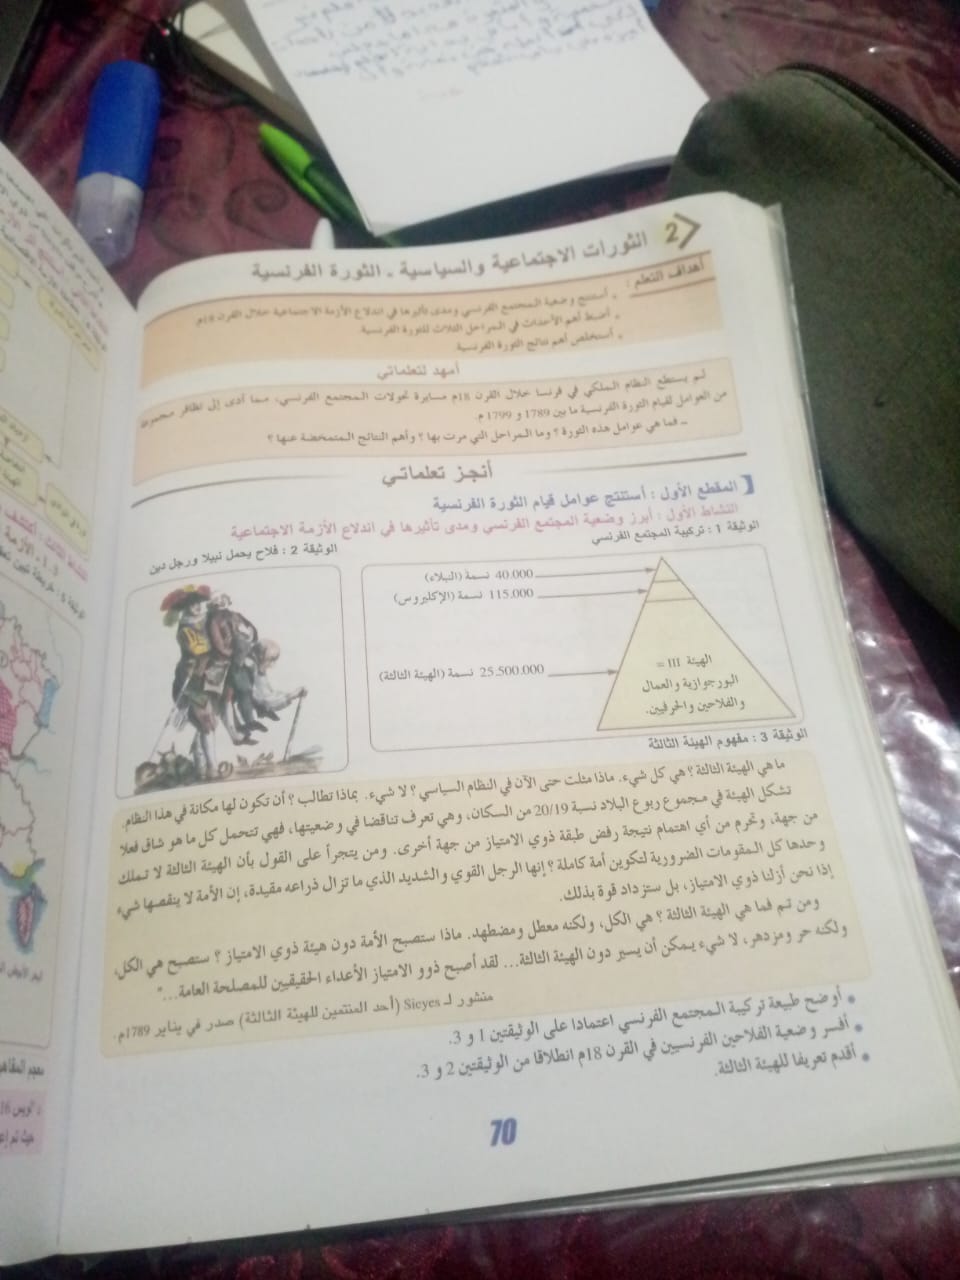 2 الثورات الاجتماعية والسياسية - الثورة الفرنسية
أهداف التعلم :
• أستنتج وضعية المجتمع الفرنسي ومدى تأثيرها في اندلاع الأزمة الاجتماعية خلال القرن 18م.
• أضبط أهم الأحداث في المراحل الثلاث للثورة الفرنسية.
• أستخلص أهم نتائج الثورة الفرنسية
أمهد لتعلماتي
لم يستطع النظام الملكي في فرنسا خلال القرن 18م مسايرة تحولات المجتمع الفرنسي، مما أدى إلى تظافر مجموعة
من العوامل لقيام الثورة الفرنسية ما بين 1789 و 1799 م.
ــ فما هي عوامل هذه الثورة ؟ وما المراحل التي مرت بها ؟ وأهم النتائج المتمخضة عنها ؟
أنجز تعلماتي
المقطع الأول : أستنتج عوامل قيام الثورة الفرنسية
النشاط الأول : أبرز وضعية المجتمع الفرنسي ومدى تأثيرها في اندلاع الأزمة الاجتماعية
الوثيقة 1 : تركيبة المجتمع الفرنسي
40.000 نسمة (النبلاء)
115.000 نسمة (الإكليروس)
25.500.000 نسمة (الهيئة الثالثة)
الهيئة III =
البورجوازية والعمال
والفلاحين والحرفيين.
الوثيقة 2 : فلاح يحمل نبيلا ورجل دين
الوثيقة 3 : مفهوم الهيئة الثالثة
ما هي الهيئة الثالثة ؟ هي كل شيء. ماذا مثلت حتى الآن في النظام السياسي ؟ لا شيء. بماذا تطالب ؟ أن تكون لها مكانة في هذا النظام.
تشكل الهيئة في مجموع ربوع البلاد نسبة 20/19 من السكان، وهي تعرف تناقضا في وضعيتها، فهي تتحمل كل ما هو شاق فعلا
من جهة، وتحرم من أي اهتمام نتيجة رفض طبقة ذوي الامتياز من جهة أخرى. ومن يتجرأ على القول بأن الهيئة الثالثة لا تملك
وحدها كل المقومات الضرورية لتكوين أمة كاملة ؟ إنها الرجل القوي والشديد الذي ما تزال ذراعه مقيدة، إن الأمة لا ينقصها شيء
إذا نحن أزلنا ذوي الامتياز، بل ستزداد قوة بذلك.
ومن تم فما هي الهيئة الثالثة ؟ هي الكل، ولكنه معطل ومضطهد. ماذا ستصبح الأمة دون هيئة ذوي الامتياز ؟ ستصبح هي الكل،
ولكنه حر ومزدهر، لا شيء يمكن أن يسير دون الهيئة الثالثة... لقد أصبح ذوو الامتياز الأعداء الحقيقيين للمصلحة العامة..."
منشور لـ Sieyes (أحد المنتمين للهيئة الثالثة) صدر في يناير 1789م.
• أوضح طبيعة تركيبة المجتمع الفرنسي اعتمادا على الوثيقتين 1 و 3.
• أفسر وضعية الفلاحين الفرنسيين في القرن 18م انطلاقا من الوثيقتين 2 و 3.
• أقدم تعريفا للهيئة الثالثة.
70
معجم المفاهيم